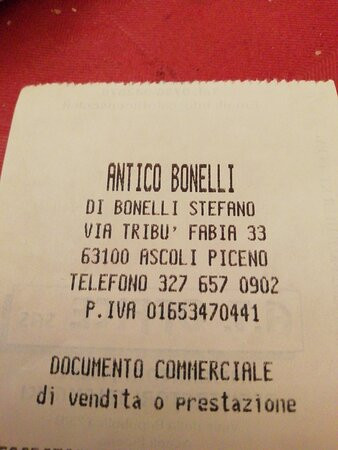 ANTICO BONELLI
DI BONELLI STEFANO
VIA TRIBU' FABIA 33
63100 ASCOLI PICENO
TELEFONO 327 657 0902
P.IVA 01653470441
DOCUMENTO COMMERCIALE
di vendita o prestazione